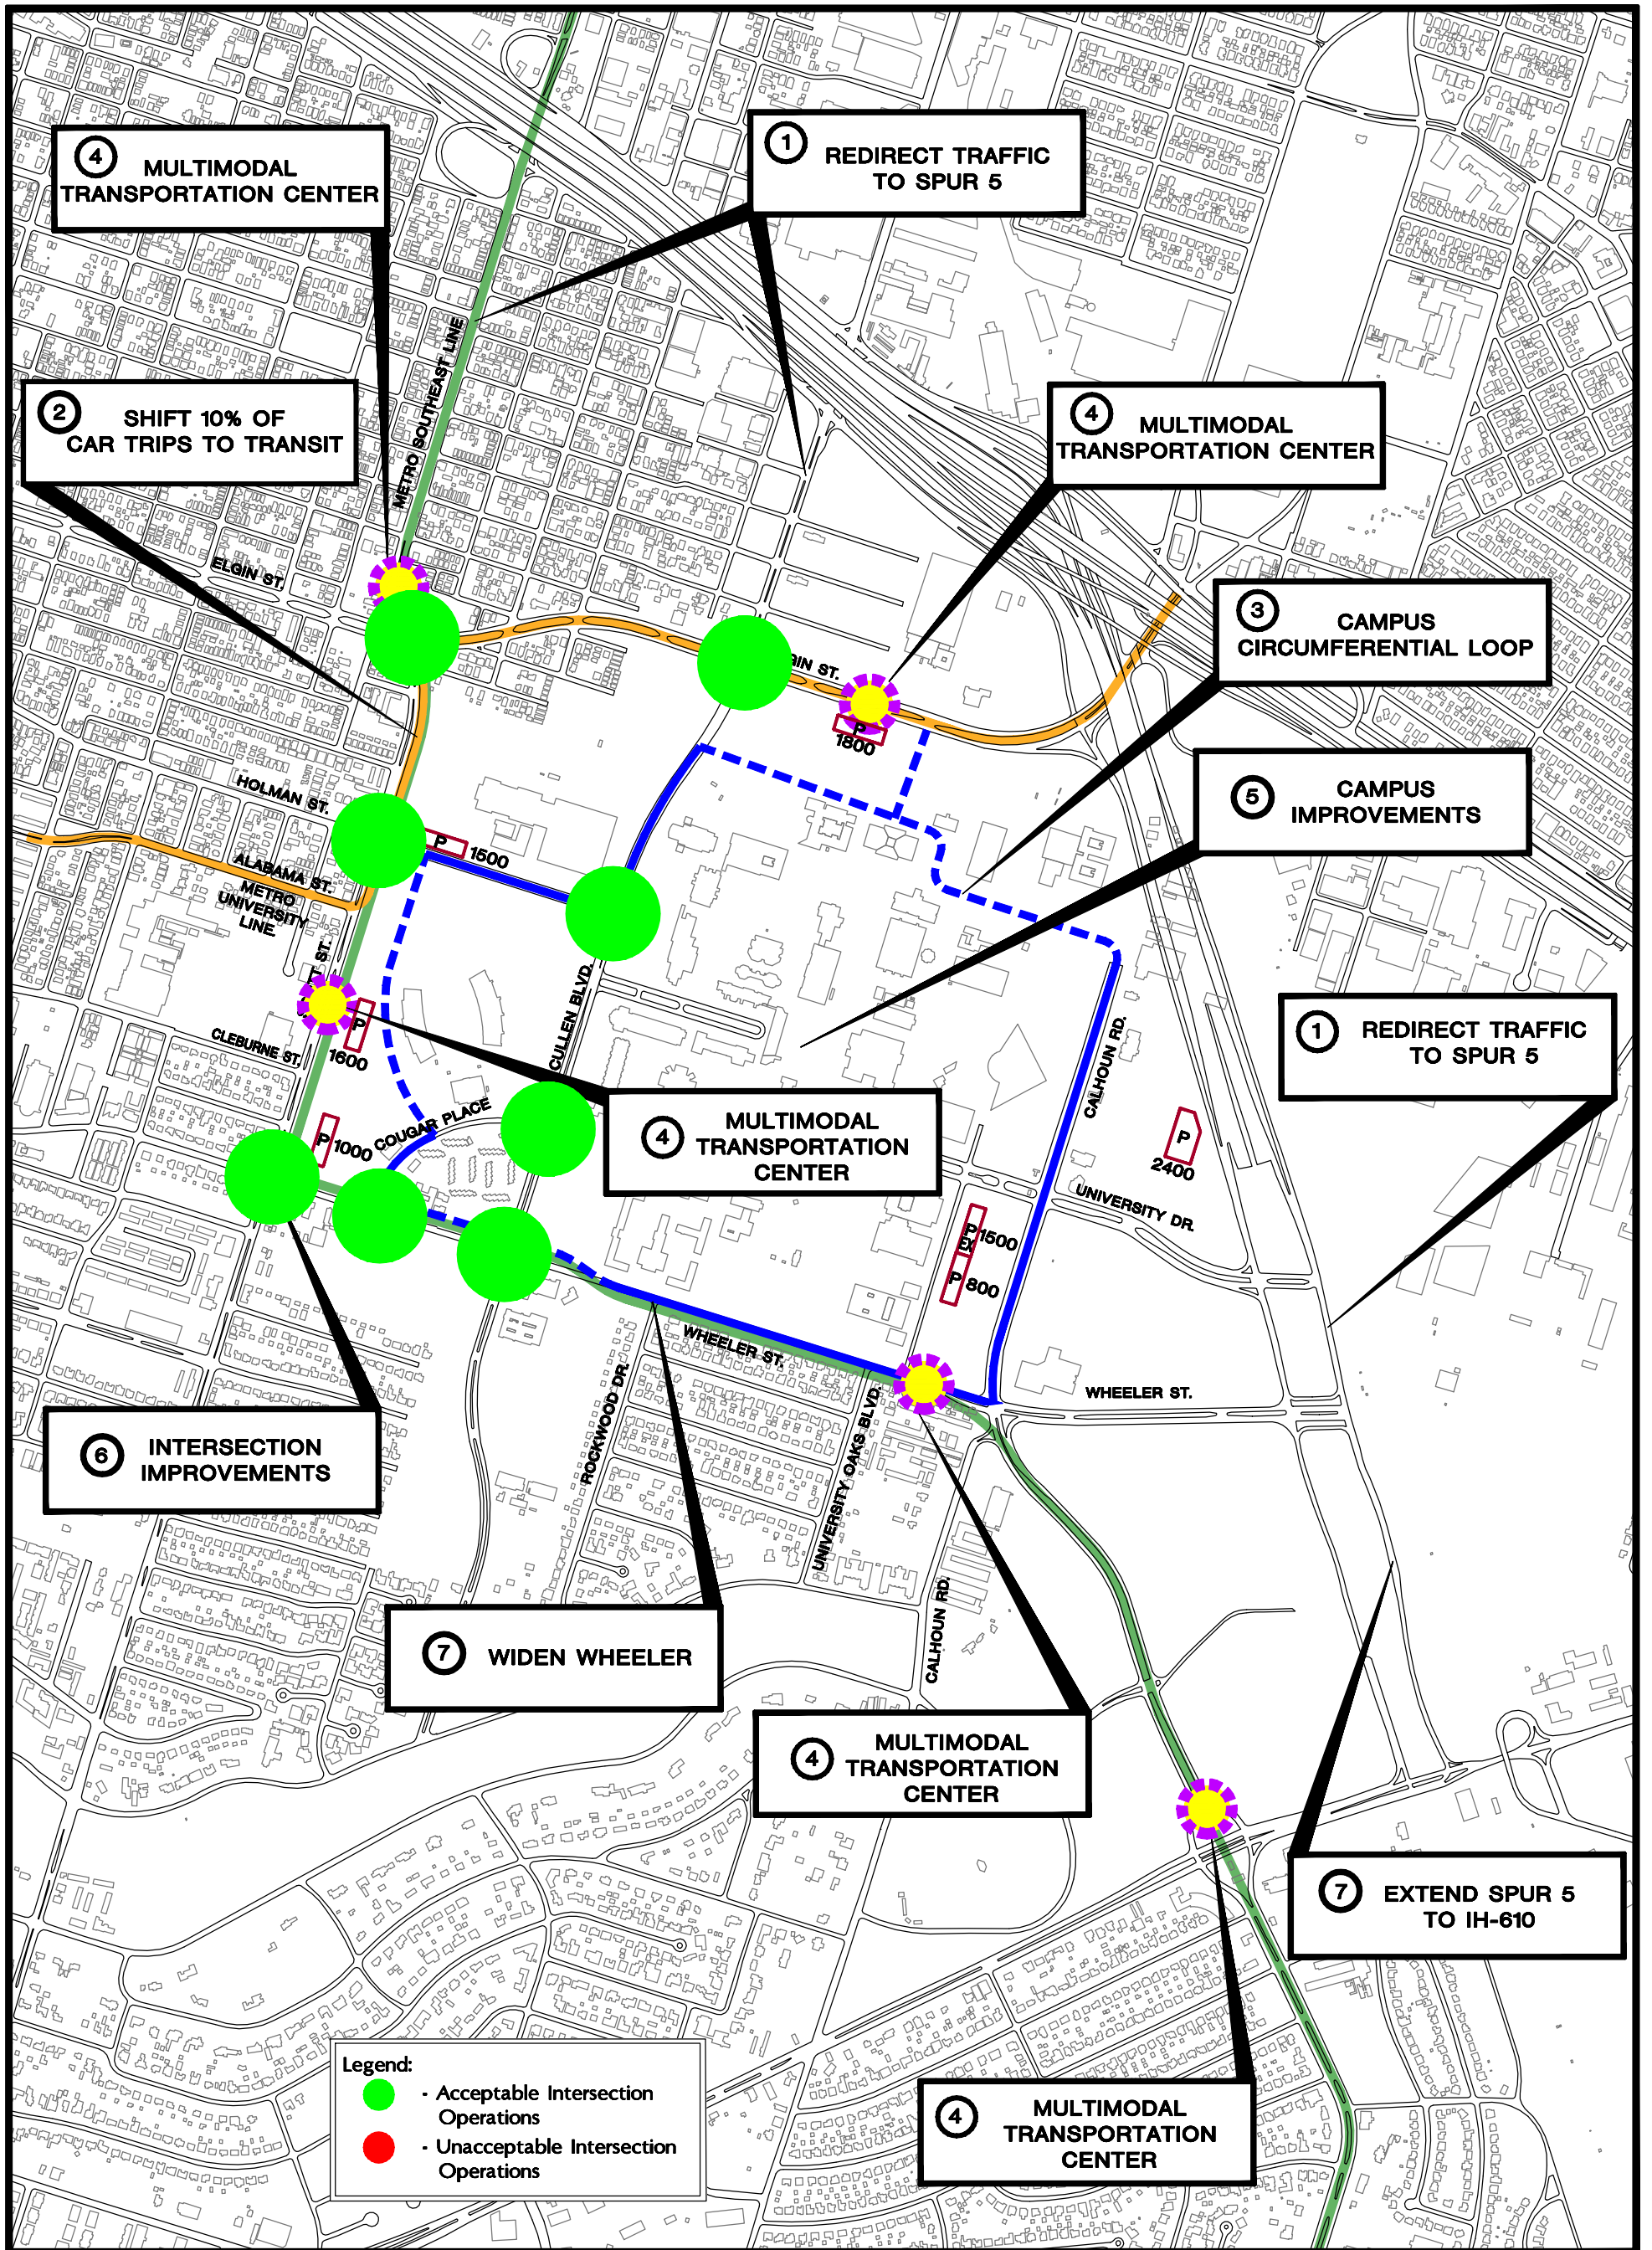 1
REDIRECT TRAFFIC
TO SPUR 5
4
MULTIMODAL
TRANSPORTATION CENTER
METRO SOUTHEAST LINE
2
SHIFT 10% OF
CAR TRIPS TO TRANSIT
4
MULTIMODAL
TRANSPORTATION CENTER
ELGIN ST.
3
CAMPUS
CIRCUMFERENTIAL LOOP
GIN ST.
P
1800
HOLMAN ST.
5
CAMPUS
IMPROVEMENTS
P
1500
ALABAMA ST.
METRO
UNIVERSITY
LINE.
ST.
CULLEN BLVD.
P
1600
CLEBURNE ST.
CALHOUN RD.
1
REDIRECT TRAFFIC
TO SPUR 5
4
MULTIMODAL
TRANSPORTATION
CENTER
COUGAR PLACE
P
1000
P
2400
UNIVERSITY DR.
P
EX
1500
P
800
WHEELER ST.
WHEELER ST.
ROCKWOOD DR.
UNIVERSITY OAKS BLVD.
6
INTERSECTION
IMPROVEMENTS
CALHOUN RD.
7
WIDEN WHEELER
4
MULTIMODAL
TRANSPORTATION
CENTER
7
EXTEND SPUR 5
TO IH-610
4
MULTIMODAL
TRANSPORTATION
CENTER
Legend:
- Acceptable Intersection
Operations
- Unacceptable Intersection
Operations